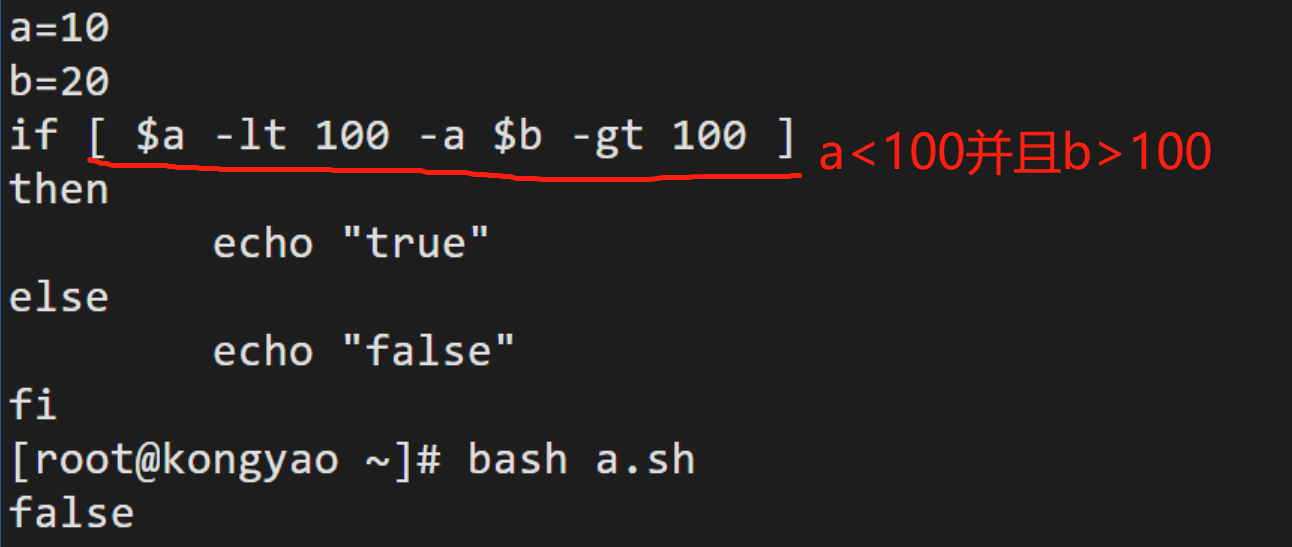 a=10
b=20
if [ $a -lt 100 -a $b -gt 100 ] a<100并且b>100
then
        echo "true"
else
        echo "false"
fi
[root@kongyao ~]# bash a.sh
false